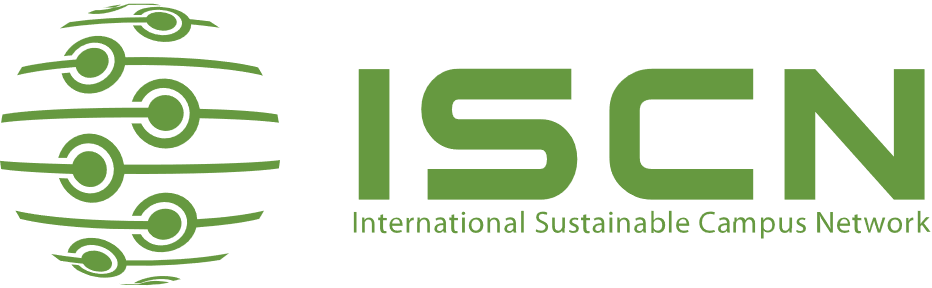 ISCN
International Sustainable Campus Network